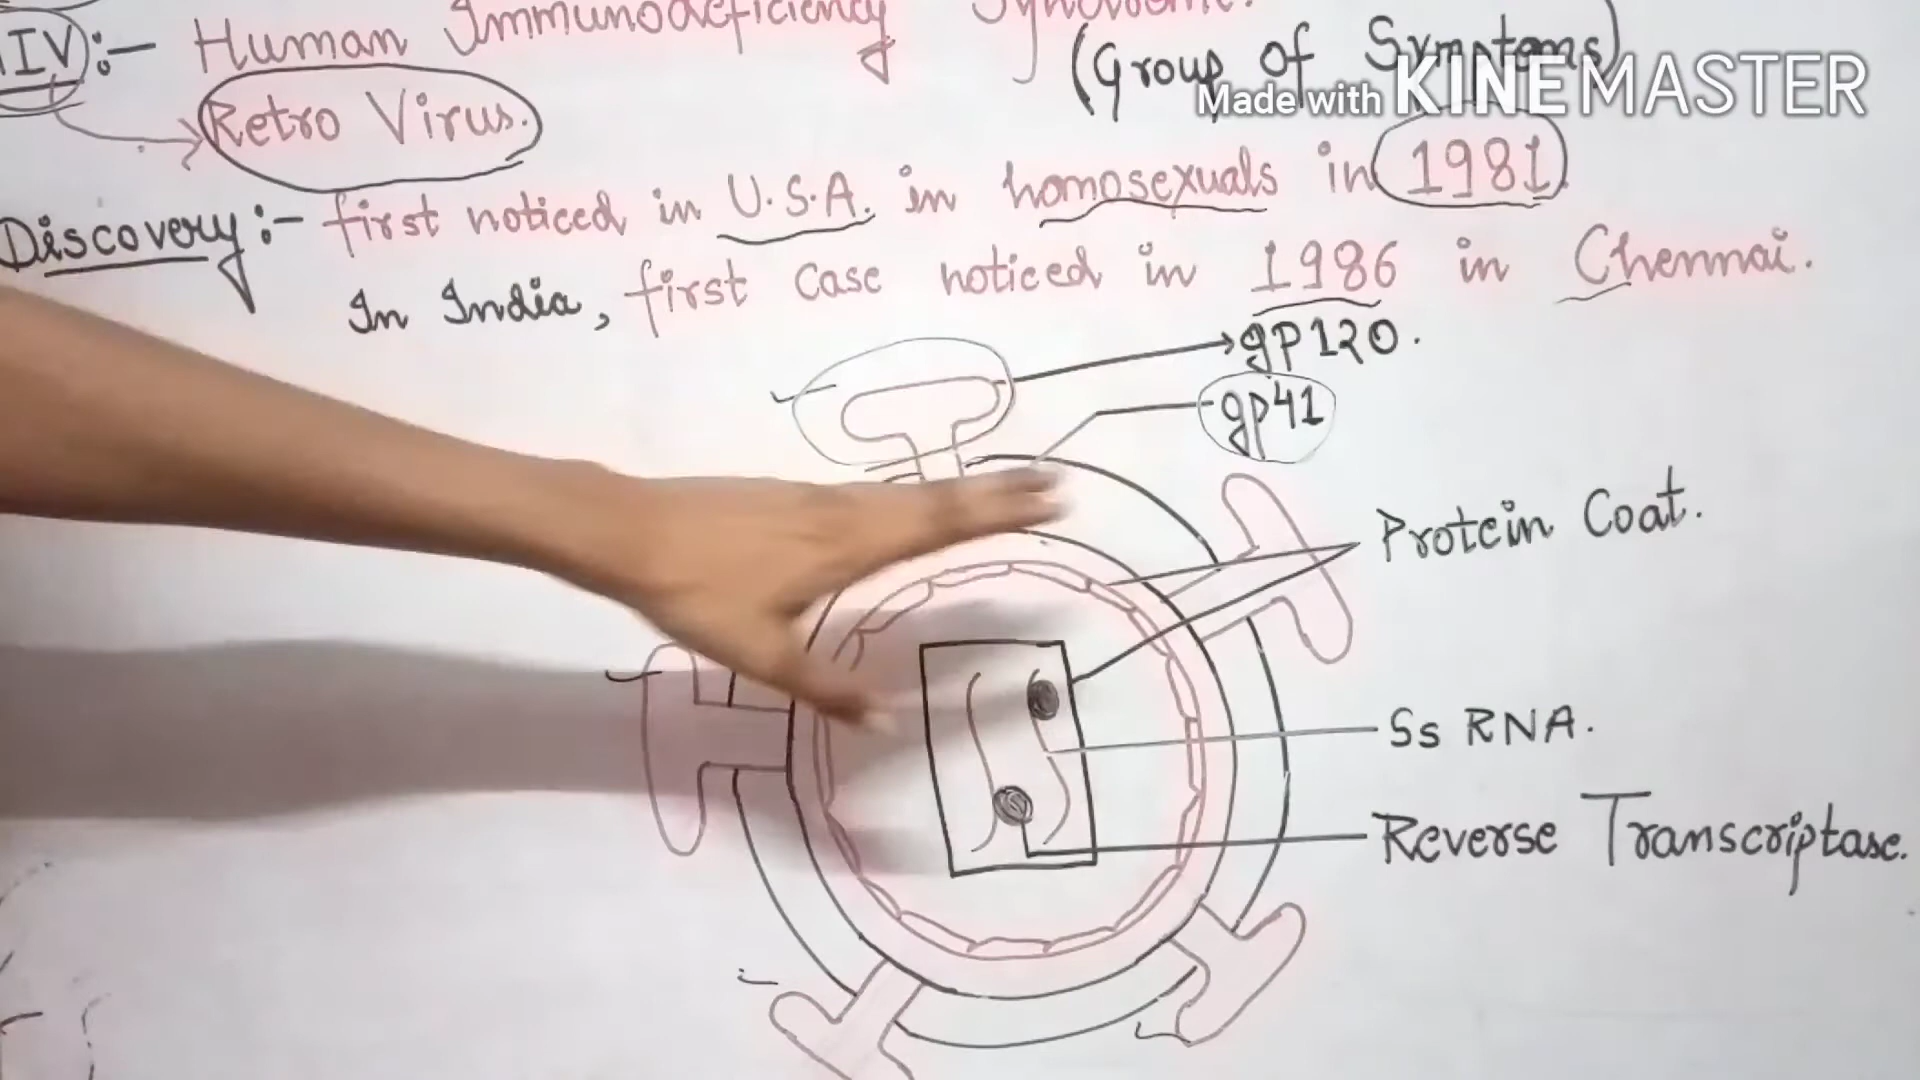 HIV :- Human Immunodeficiency Syndrome.
(Group of Symptoms)
Made with KINEMASTER
Retro Virus.
Discovery :- first noticed in U.S.A. in homosexuals in 1981.
In India, first case noticed in 1986 in Chennai.
gp120.
gp41
Protein Coat.
Ss RNA.
Reverse Transcriptase.